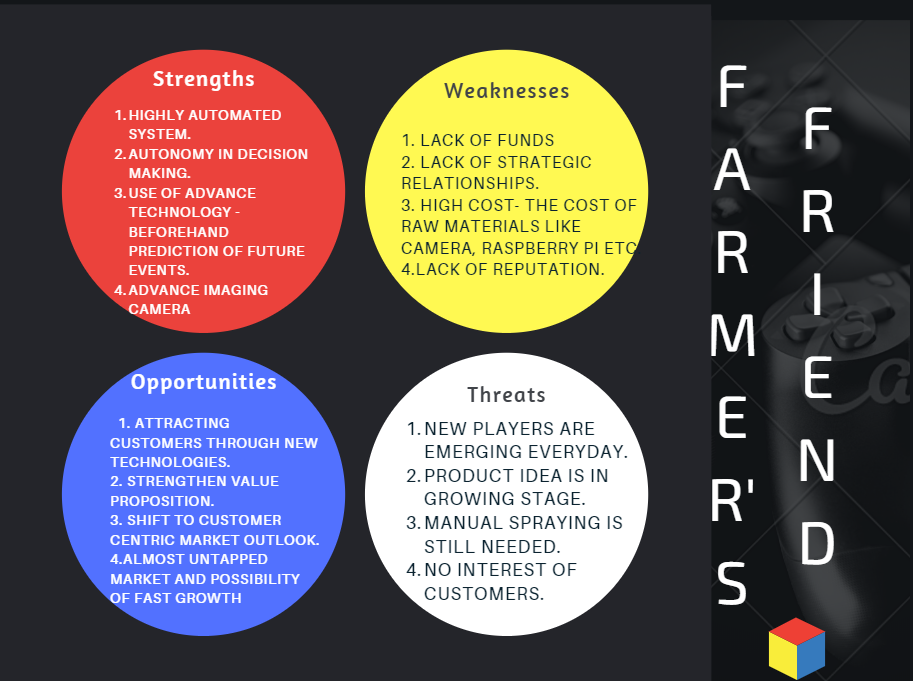 Strengths
1. HIGHLY AUTOMATED
SYSTEM.
2. AUTONOMY IN DECISION
MAKING.
3. USE OF ADVANCE
TECHNOLOGY -
BEFOREHAND
PREDICTION OF FUTURE
EVENTS.
4. ADVANCE IMAGING
CAMERA
Weaknesses
1. LACK OF FUNDS
2. LACK OF STRATEGIC
RELATIONSHIPS.
3. HIGH COST- THE COST OF
RAW MATERIALS LIKE
CAMERA, RASPBERRY PI ETC
4.LACK OF REPUTATION.
Opportunities
1. ATTRACTING
CUSTOMERS THROUGH NEW
TECHNOLOGIES.
2. STRENGTHEN VALUE
PROPOSITION.
3. SHIFT TO CUSTOMER
CENTRIC MARKET OUTLOOK.
4.ALMOST UNTAPPED
MARKET AND POSSIBILITY
OF FAST GROWTH
Threats
1. NEW PLAYERS ARE
EMERGING EVERYDAY.
2. PRODUCT IDEA IS IN
GROWING STAGE.
3. MANUAL SPRAYING IS
STILL NEEDED.
4. NO INTEREST OF
CUSTOMERS.
FARMER'S
FRIEND